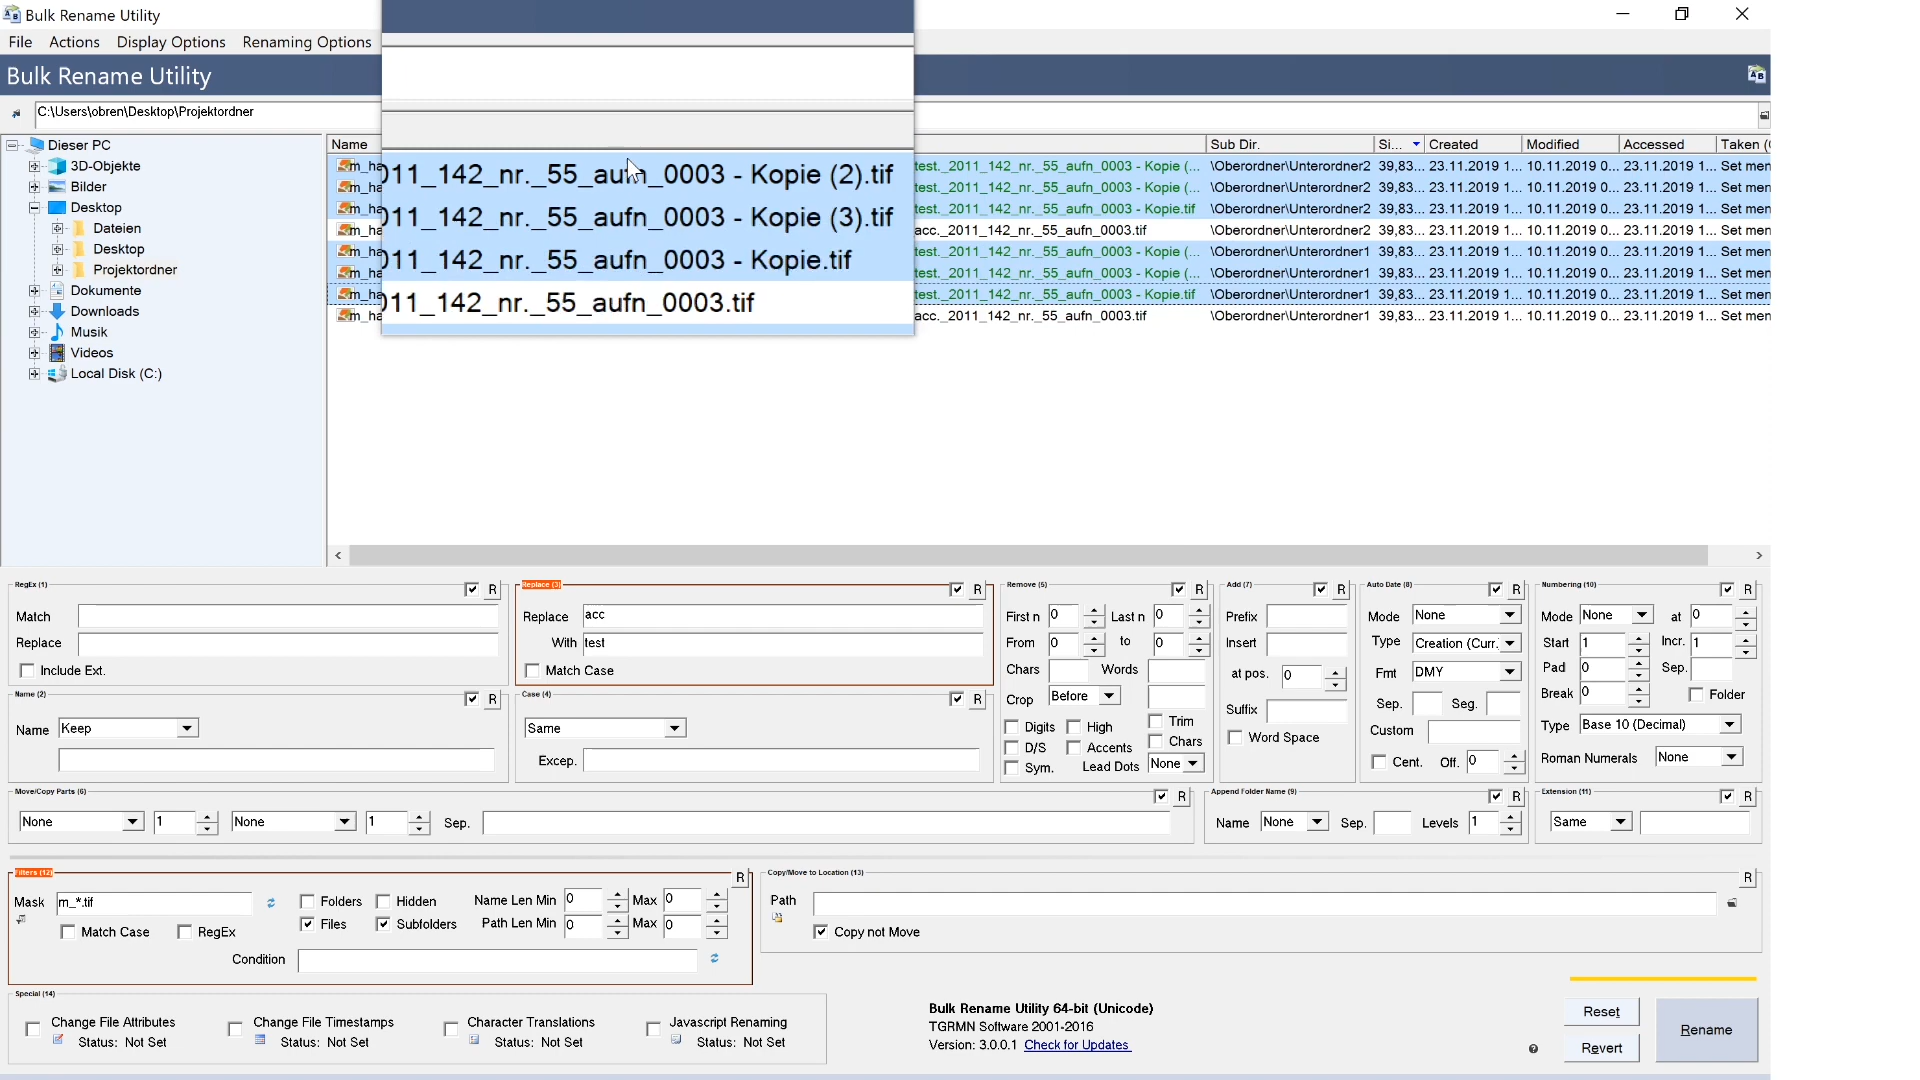 Bulk Rename Utility
File Actions Display Options Renaming Options
Bulk Rename Utility
C:\Users\obren\Desktop\Projektordner
Dieser PC
3D-Objekte
Bilder
Desktop
Dateien
Desktop
Projektordner
Dokumente
Downloads
Musik
Videos
Local Disk (C:)
Name Sub Dir. Si... Created Modified Accessed Taken (
m_ha test._2011_142_nr._55_aufn_0003 - Kopie (... \Oberordner\Unterordner2 39,83... 23.11.2019 1... 10.11.2019 0... 23.11.2019 1... Set men
m_ha test._2011_142_nr._55_aufn_0003 - Kopie (... \Oberordner\Unterordner2 39,83... 23.11.2019 1... 10.11.2019 0... 23.11.2019 1... Set men
m_ha test._2011_142_nr._55_aufn_0003 - Kopie.tif \Oberordner\Unterordner2 39,83... 23.11.2019 1... 10.11.2019 0... 23.11.2019 1... Set men
m_ha acc._2011_142_nr._55_aufn_0003.tif \Oberordner\Unterordner2 39,83... 23.11.2019 1... 10.11.2019 0... 23.11.2019 1... Set men
m_ha test._2011_142_nr._55_aufn_0003 - Kopie (... \Oberordner\Unterordner1 39,83... 23.11.2019 1... 10.11.2019 0... 23.11.2019 1... Set men
m_ha test._2011_142_nr._55_aufn_0003 - Kopie (... \Oberordner\Unterordner1 39,83... 23.11.2019 1... 10.11.2019 0... 23.11.2019 1... Set men
m_ha test._2011_142_nr._55_aufn_0003 - Kopie.tif \Oberordner\Unterordner1 39,83... 23.11.2019 1... 10.11.2019 0... 23.11.2019 1... Set men
m_ha acc._2011_142_nr._55_aufn_0003.tif \Oberordner\Unterordner1 39,83... 23.11.2019 1... 10.11.2019 0... 23.11.2019 1... Set men
011_142_nr._55_aufn_0003 - Kopie (2).tif
011_142_nr._55_aufn_0003 - Kopie (3).tif
011_142_nr._55_aufn_0003 - Kopie.tif
011_142_nr._55_aufn_0003.tif
RegEx (1) R
Match
Replace
Include Ext.
Replace (3) R
Replace acc
With test
Match Case
Name (2) R
Name Keep
Case (4) R
Same
Excep.
Remove (5) R
First n 0 Last n 0
From 0 to 0
Chars Words
Crop Before
Digits High Trim
D/S Accents Chars
Sym. Lead Dots None
Add (7) R
Prefix
Insert
at pos. 0
Suffix
Word Space
Auto Date (8) R
Mode None
Type Creation (Curr.
Fmt DMY
Sep. Seg.
Custom
Cent. Off. 0
Numbering (10) R
Mode None at 0
Start 1 Incr. 1
Pad 0 Sep.
Break 0 Folder
Type Base 10 (Decimal)
Roman Numerals None
Move/Copy Parts (6) R
None 1 None 1 Sep.
Append Folder Name (9) R
Name None Sep. Levels 1
Extension (11) R
Same
Filters (12) R
Mask m_*.tif Folders Hidden Name Len Min 0 Max 0
Files Subfolders Path Len Min 0 Max 0
Match Case RegEx
Condition
Copy/Move to Location (13) R
Path
Copy not Move
Special (14)
Change File Attributes
Status: Not Set
Change File Timestamps
Status: Not Set
Character Translations
Status: Not Set
Javascript Renaming
Status: Not Set
Bulk Rename Utility 64-bit (Unicode)
TGRMN Software 2001-2016
Version: 3.0.0.1 Check for Updates
Reset
Revert
Rename